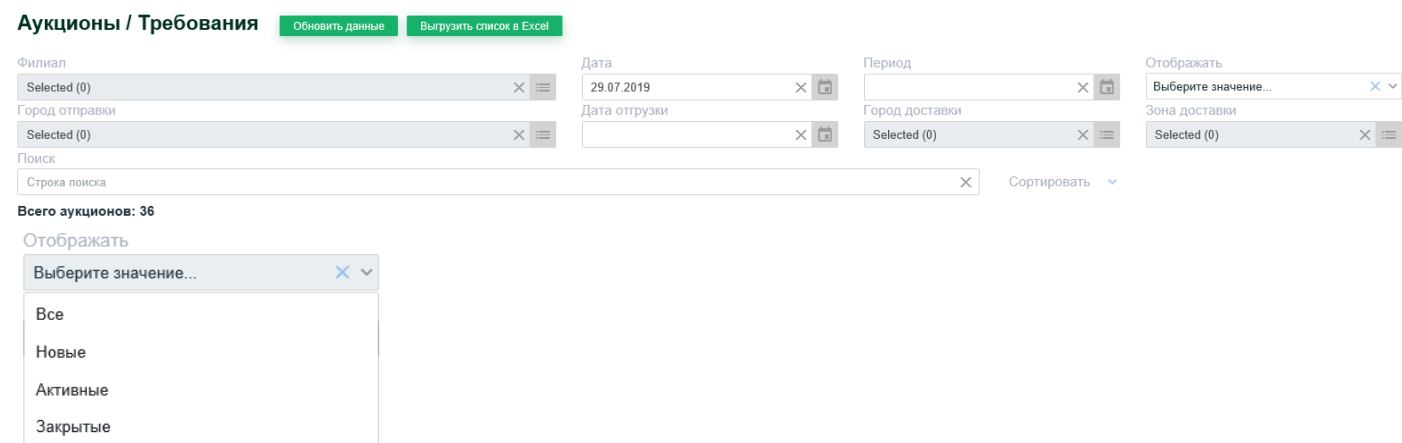 Аукционы / Требования Обновить данные Выгрузить список в Excel
Филиал Дата Период Отображать
Selected (0) 29.07.2019 Выберите значение...
Город отправки Дата отгрузки Город доставки Зона доставки
Selected (0) Selected (0) Selected (0)
Поиск
Строка поиска Сортировать
Всего аукционов: 36
Отображать
Выберите значение...
Все
Новые
Активные
Закрытые